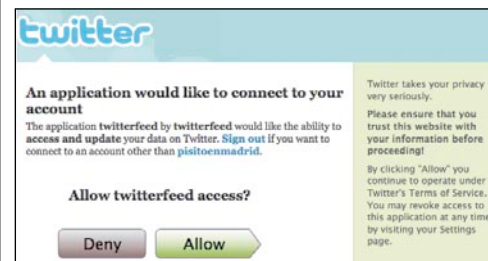 twitter
An application would like to connect to your
account
The application twitterfeed by twitterfeed would like the ability to
access and update your data on Twitter. Sign out if you want to
connect to an account other than pisitoenmadrid.
Allow twitterfeed access?
Deny
Allow
Twitter takes your privacy
very seriously.
Please ensure that you
trust this website with
your information before
proceeding!
By clicking "Allow" you
continue to operate under
Twitter's Terms of Service.
You may revoke access to
this application at any time
by visiting your Settings
page.